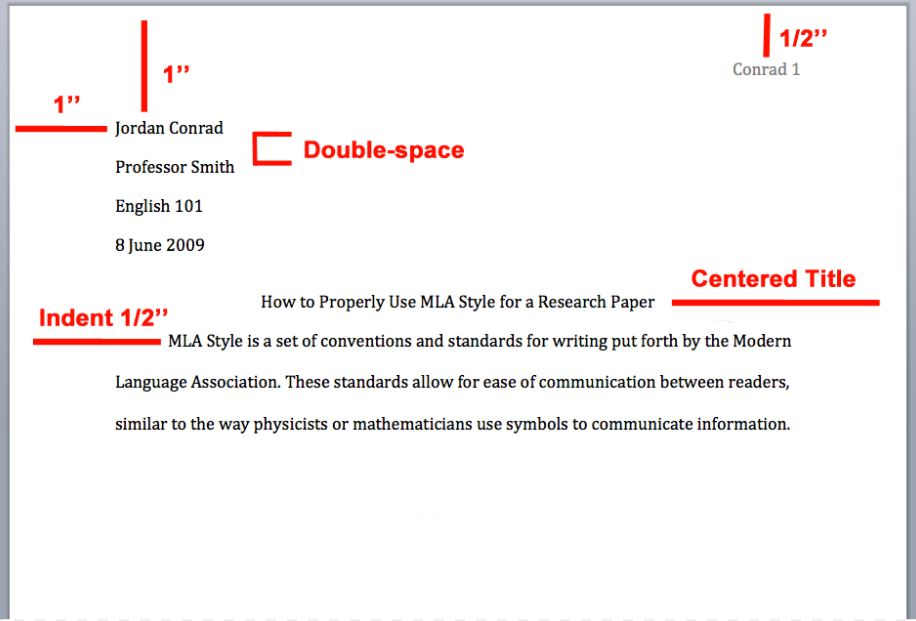 1/2’’
Conrad 1
1’’
1’’
Jordan Conrad
Double-space
Professor Smith
English 101
8 June 2009
Centered Title
How to Properly Use MLA Style for a Research Paper
Indent 1/2’’
MLA Style is a set of conventions and standards for writing put forth by the Modern
Language Association. These standards allow for ease of communication between readers,
similar to the way physicists or mathematicians use symbols to communicate information.